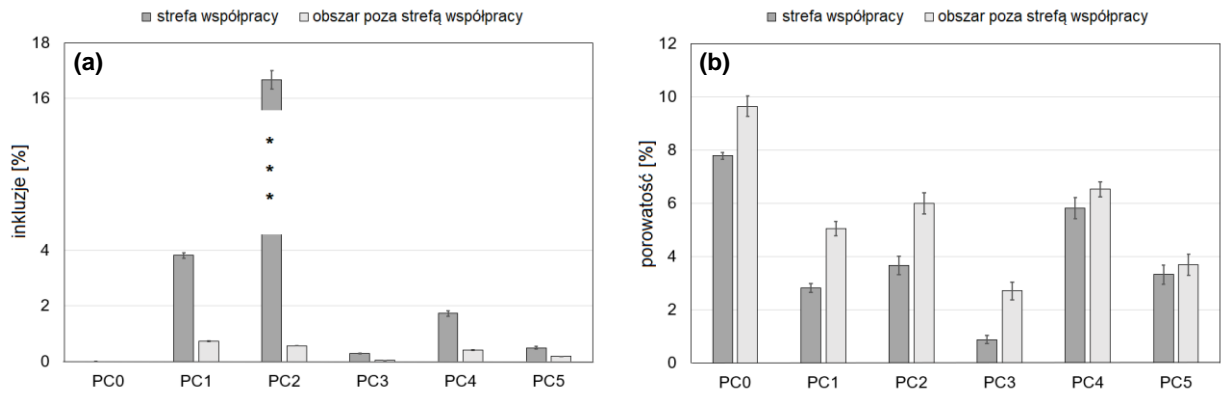 strefa współpracy obszar poza strefą współpracy
(a)
inkluzje [%]
18
16
* * *
4
2
0
PC0 PC1 PC2 PC3 PC4 PC5
strefa współpracy obszar poza strefą współpracy
(b)
porowatość [%]
12
10
8
6
4
2
0
PC0 PC1 PC2 PC3 PC4 PC5